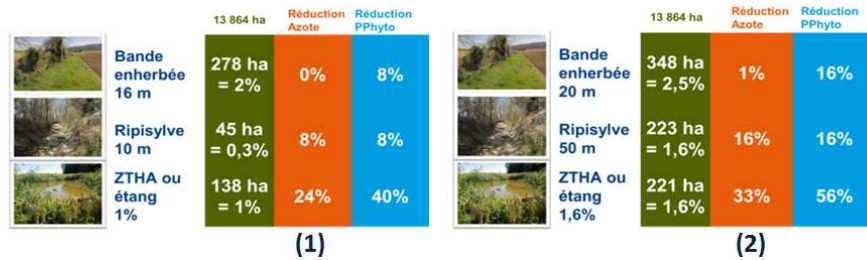 13 864 ha
Réduction
Azote
Réduction
PPhyto
Bande
enherbée
16 m
278 ha
= 2%
0%
8%
Ripisylve
10 m
45 ha
= 0,3%
8%
8%
ZTHA ou
étang
1%
138 ha
= 1%
24%
40%
(1)
13 864 ha
Réduction
Azote
Réduction
PPhyto
Bande
enherbée
20 m
348 ha
= 2,5%
1%
16%
Ripisylve
50 m
223 ha
= 1,6%
16%
16%
ZTHA ou
étang
1,6%
221 ha
= 1,6%
33%
56%
(2)